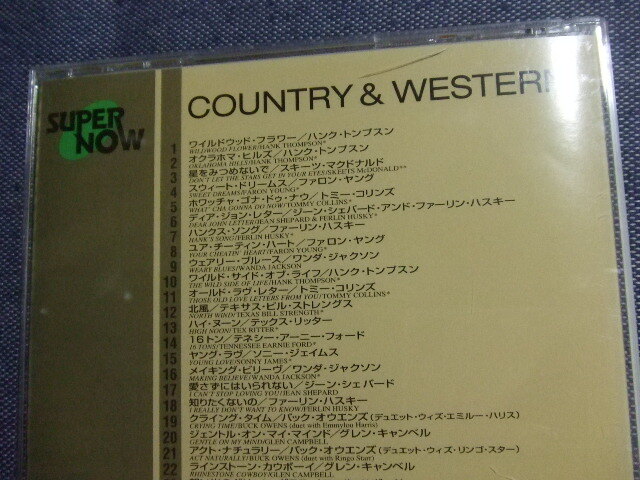 SUPER
NOW
COUNTRY & WESTERN
1 ワイルドウッド・フラワー／ハンク・トンプスン
WILDWOOD FLOWER/HANK THOMPSON*
2 オクラホマ・ヒルズ／ハンク・トンプスン
OKLAHOMA HILLS/HANK THOMPSON*
3 星をみつめないで／スキーツ・マクドナルド
DON'T LET THE STARS GET IN YOUR EYES/SKEETS McDONALD**
4 スウィート・ドリームス／ファロン・ヤング
SWEET DREAMS/FARON YOUNG*
5 ホワッチャ・ゴナ・ドゥ・ナウ／トミー・コリンズ
WHAT' CHA GONNA DO NOW/TOMMY COLLINS*
6 ディア・ジョン・レター／ジーン・シェパード・アンド・ファーリン・ハスキー
DEAR JOHN LETTER/JEAN SHEPARD & FERLIN HUSKY*
7 ハンクス・ソング／ファーリン・ハスキー
HANK'S SONG/FERLIN HUSKY*
8 ユア・チーティン・ハート／ファロン・ヤング
YOUR CHEATIN' HEART/FARON YOUNG*
9 ウェアリー・ブルース／ワンダ・ジャクソン
WEARY BLUES/WANDA JACKSON
10 ワイルド・サイド・オブ・ライフ／ハンク・トンプスン
THE WILD SIDE OF LIFE/HANK THOMPSON*
11 オールド・ラヴ・レター／トミー・コリンズ
THOSE OLD LOVE LETTERS FROM YOU/TOMMY COLLINS*
12 北風／テキサス・ビル・ストレングス
NORTH WIND/TEXAS BILL STRENGTH*
13 ハイ・ヌーン／テックス・リッター
HIGH NOON/TEX RITTER*
14 16トン／テネシー・アーニー・フォード
16 TONS/TENNESSEE EARNIE FORD*
15 ヤング・ラヴ／ソニー・ジェイムス
YOUNG LOVE/SONNY JAMES*
16 メイキング・ビリーヴ／ワンダ・ジャクソン
MAKING BELIEVE/WANDA JACKSON*
17 愛さずにはいられない／ジーン・シェパード
I CAN'T STOP LOVING YOU/JEAN SHEPARD
18 知りたくないの／ファーリン・ハスキー
I REALLY DON'T WANT TO KNOW/FERLIN HUSKY
19 クライング・タイム／バック・オウエンズ（デュエット・ウィズ・エミルー・ハリス）
CRYING TIME/BUCK OWENS (duet with Emmylou Harris)
20 ジェントル・オン・マイ・マインド／グレン・キャンベル
GENTLE ON MY MIND/GLEN CAMPBELL
21 アクト・ナチュラリー／バック・オウエンズ（デュエット・ウィズ・リンゴ・スター）
ACT NATURALLY/BUCK OWENS (duet with Ringo Starr)
22 ラインストーン・カウボーイ／グレン・キャンベル
RHINESTONE COWBOY/GLEN CAMPBELL